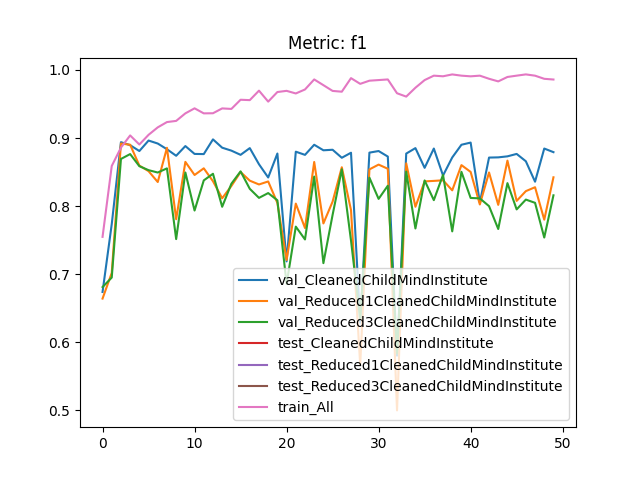 Metric: f1
1.0
0.9
0.8
0.7
0.6
0.5
val_CleanedChildMindInstitute
val_Reduced1CleanedChildMindInstitute
val_Reduced3CleanedChildMindInstitute
test_CleanedChildMindInstitute
test_Reduced1CleanedChildMindInstitute
test_Reduced3CleanedChildMindInstitute
train_All
0 10 20 30 40 50